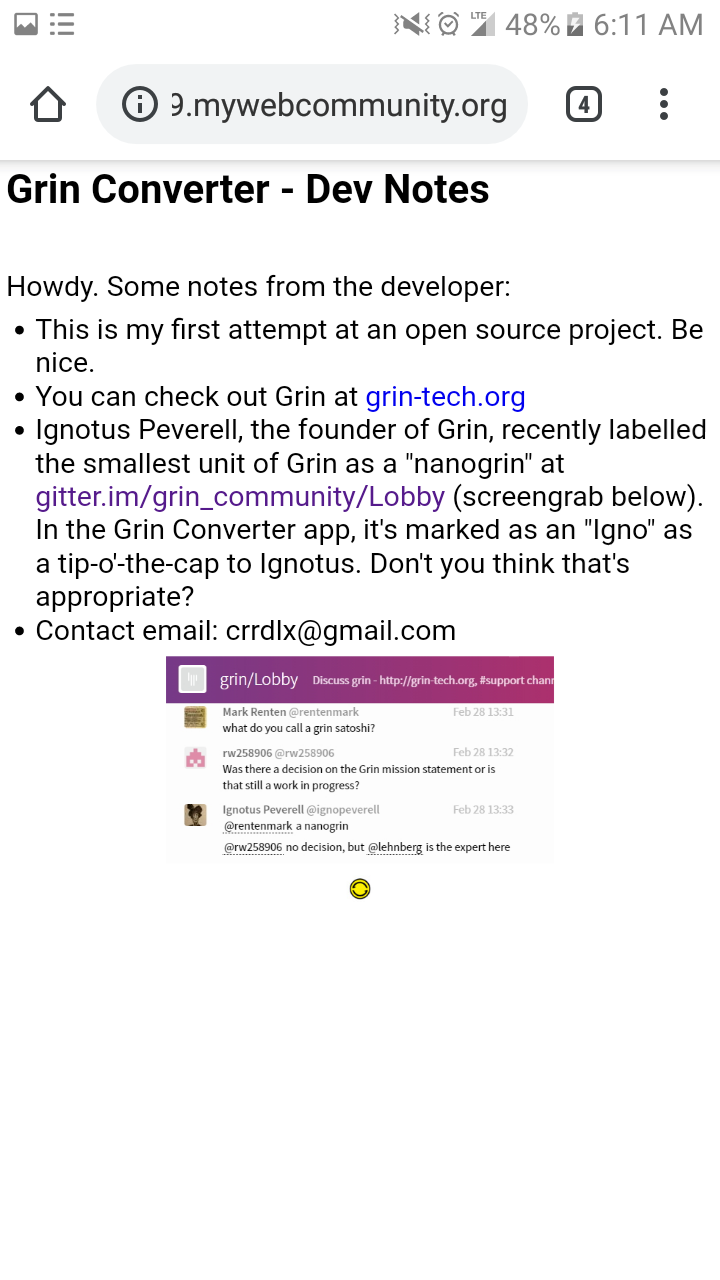 LTE 48% 6:11 AM
9.mywebcommunity.org 4
Grin Converter - Dev Notes
Howdy. Some notes from the developer:
• This is my first attempt at an open source project. Be
nice.
• You can check out Grin at grin-tech.org
• Ignotus Peverell, the founder of Grin, recently labelled
the smallest unit of Grin as a "nanogrin" at
gitter.im/grin_community/Lobby (screengrab below).
In the Grin Converter app, it's marked as an "Igno" as
a tip-o'-the-cap to Ignotus. Don't you think that's
appropriate?
• Contact email: crrdlx@gmail.com
grin/Lobby Discuss grin - http://grin-tech.org, #support chann
Mark Renten @rentenmark Feb 28 13:31
what do you call a grin satoshi?
rw258906 @rw258906 Feb 28 13:32
Was there a decision on the Grin mission statement or is
that still a work in progress?
Ignotus Peverell @ignopeverell Feb 28 13:33
@rentenmark a nanogrin
@rw258906 no decision, but @lehnberg is the expert here